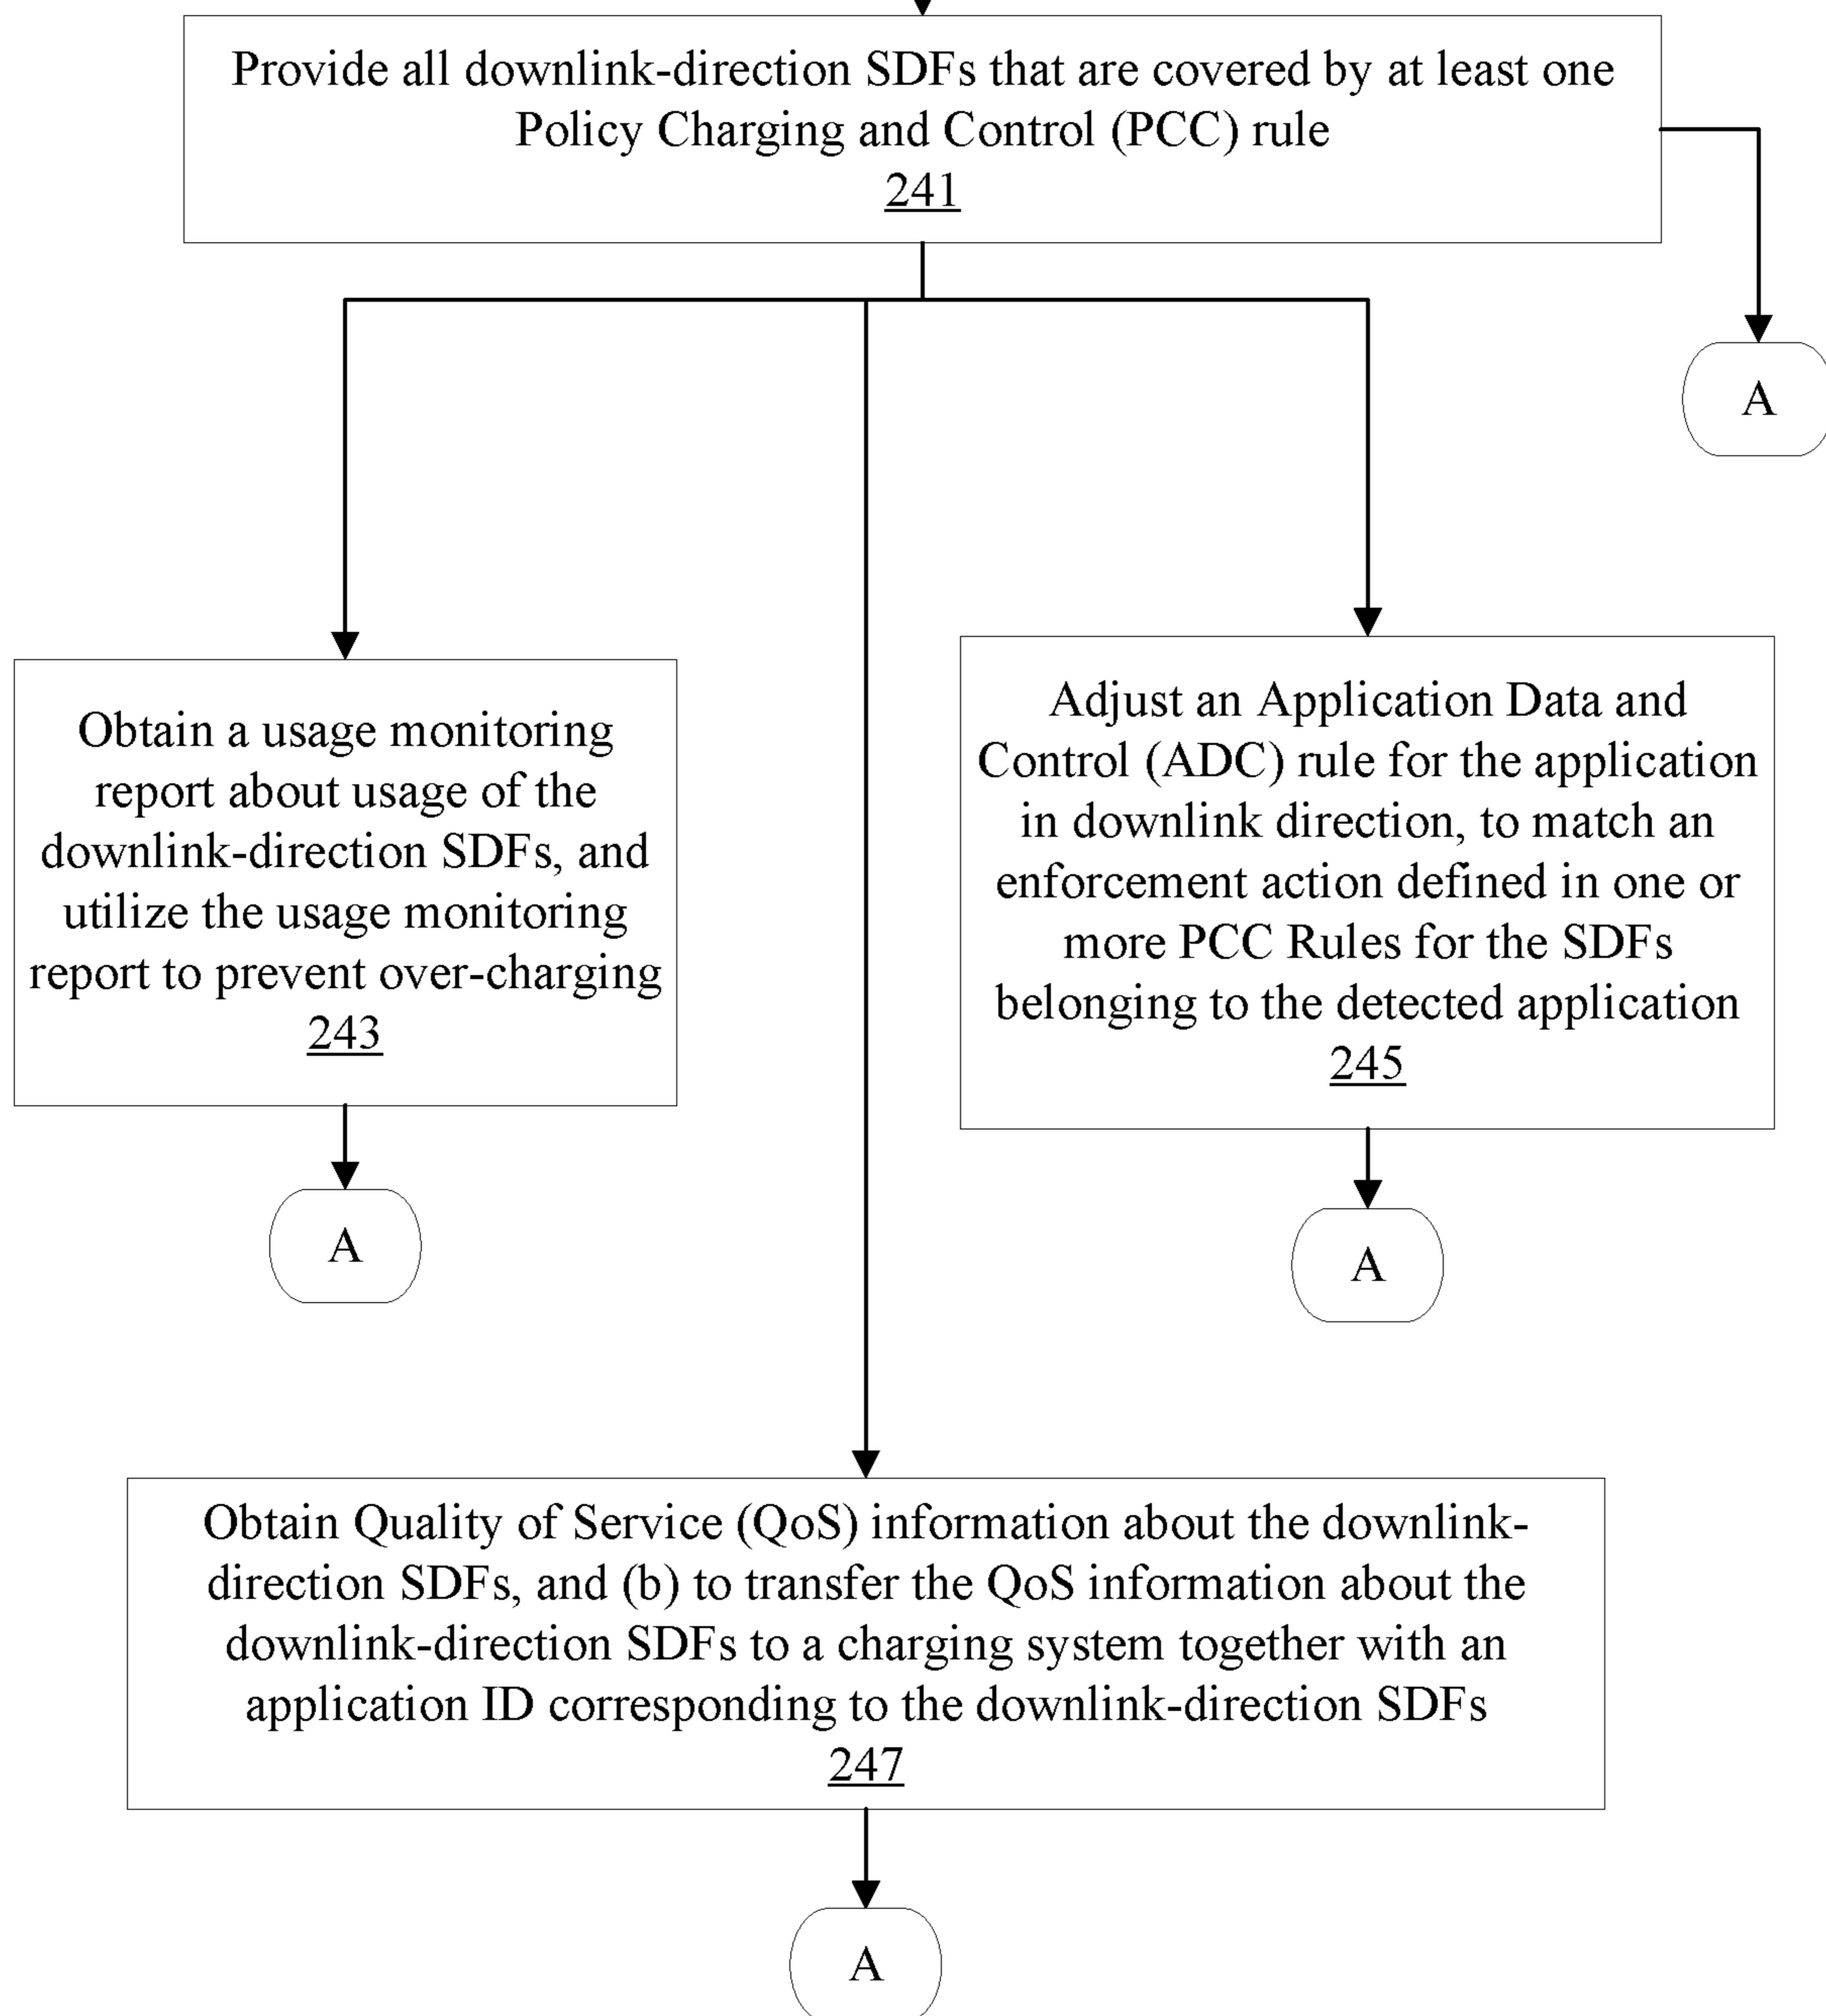 Provide all downlink-direction SDFs that are covered by at least one
Policy Charging and Control (PCC) rule
241
A
Obtain a usage monitoring
report about usage of the
downlink-direction SDFs, and
utilize the usage monitoring
report to prevent over-charging
243
A
Adjust an Application Data and
Control (ADC) rule for the application
in downlink direction, to match an
enforcement action defined in one or
more PCC Rules for the SDFs
belonging to the detected application
245
A
Obtain Quality of Service (QoS) information about the downlink-
direction SDFs, and (b) to transfer the QoS information about the
downlink-direction SDFs to a charging system together with an
application ID corresponding to the downlink-direction SDFs
247
A